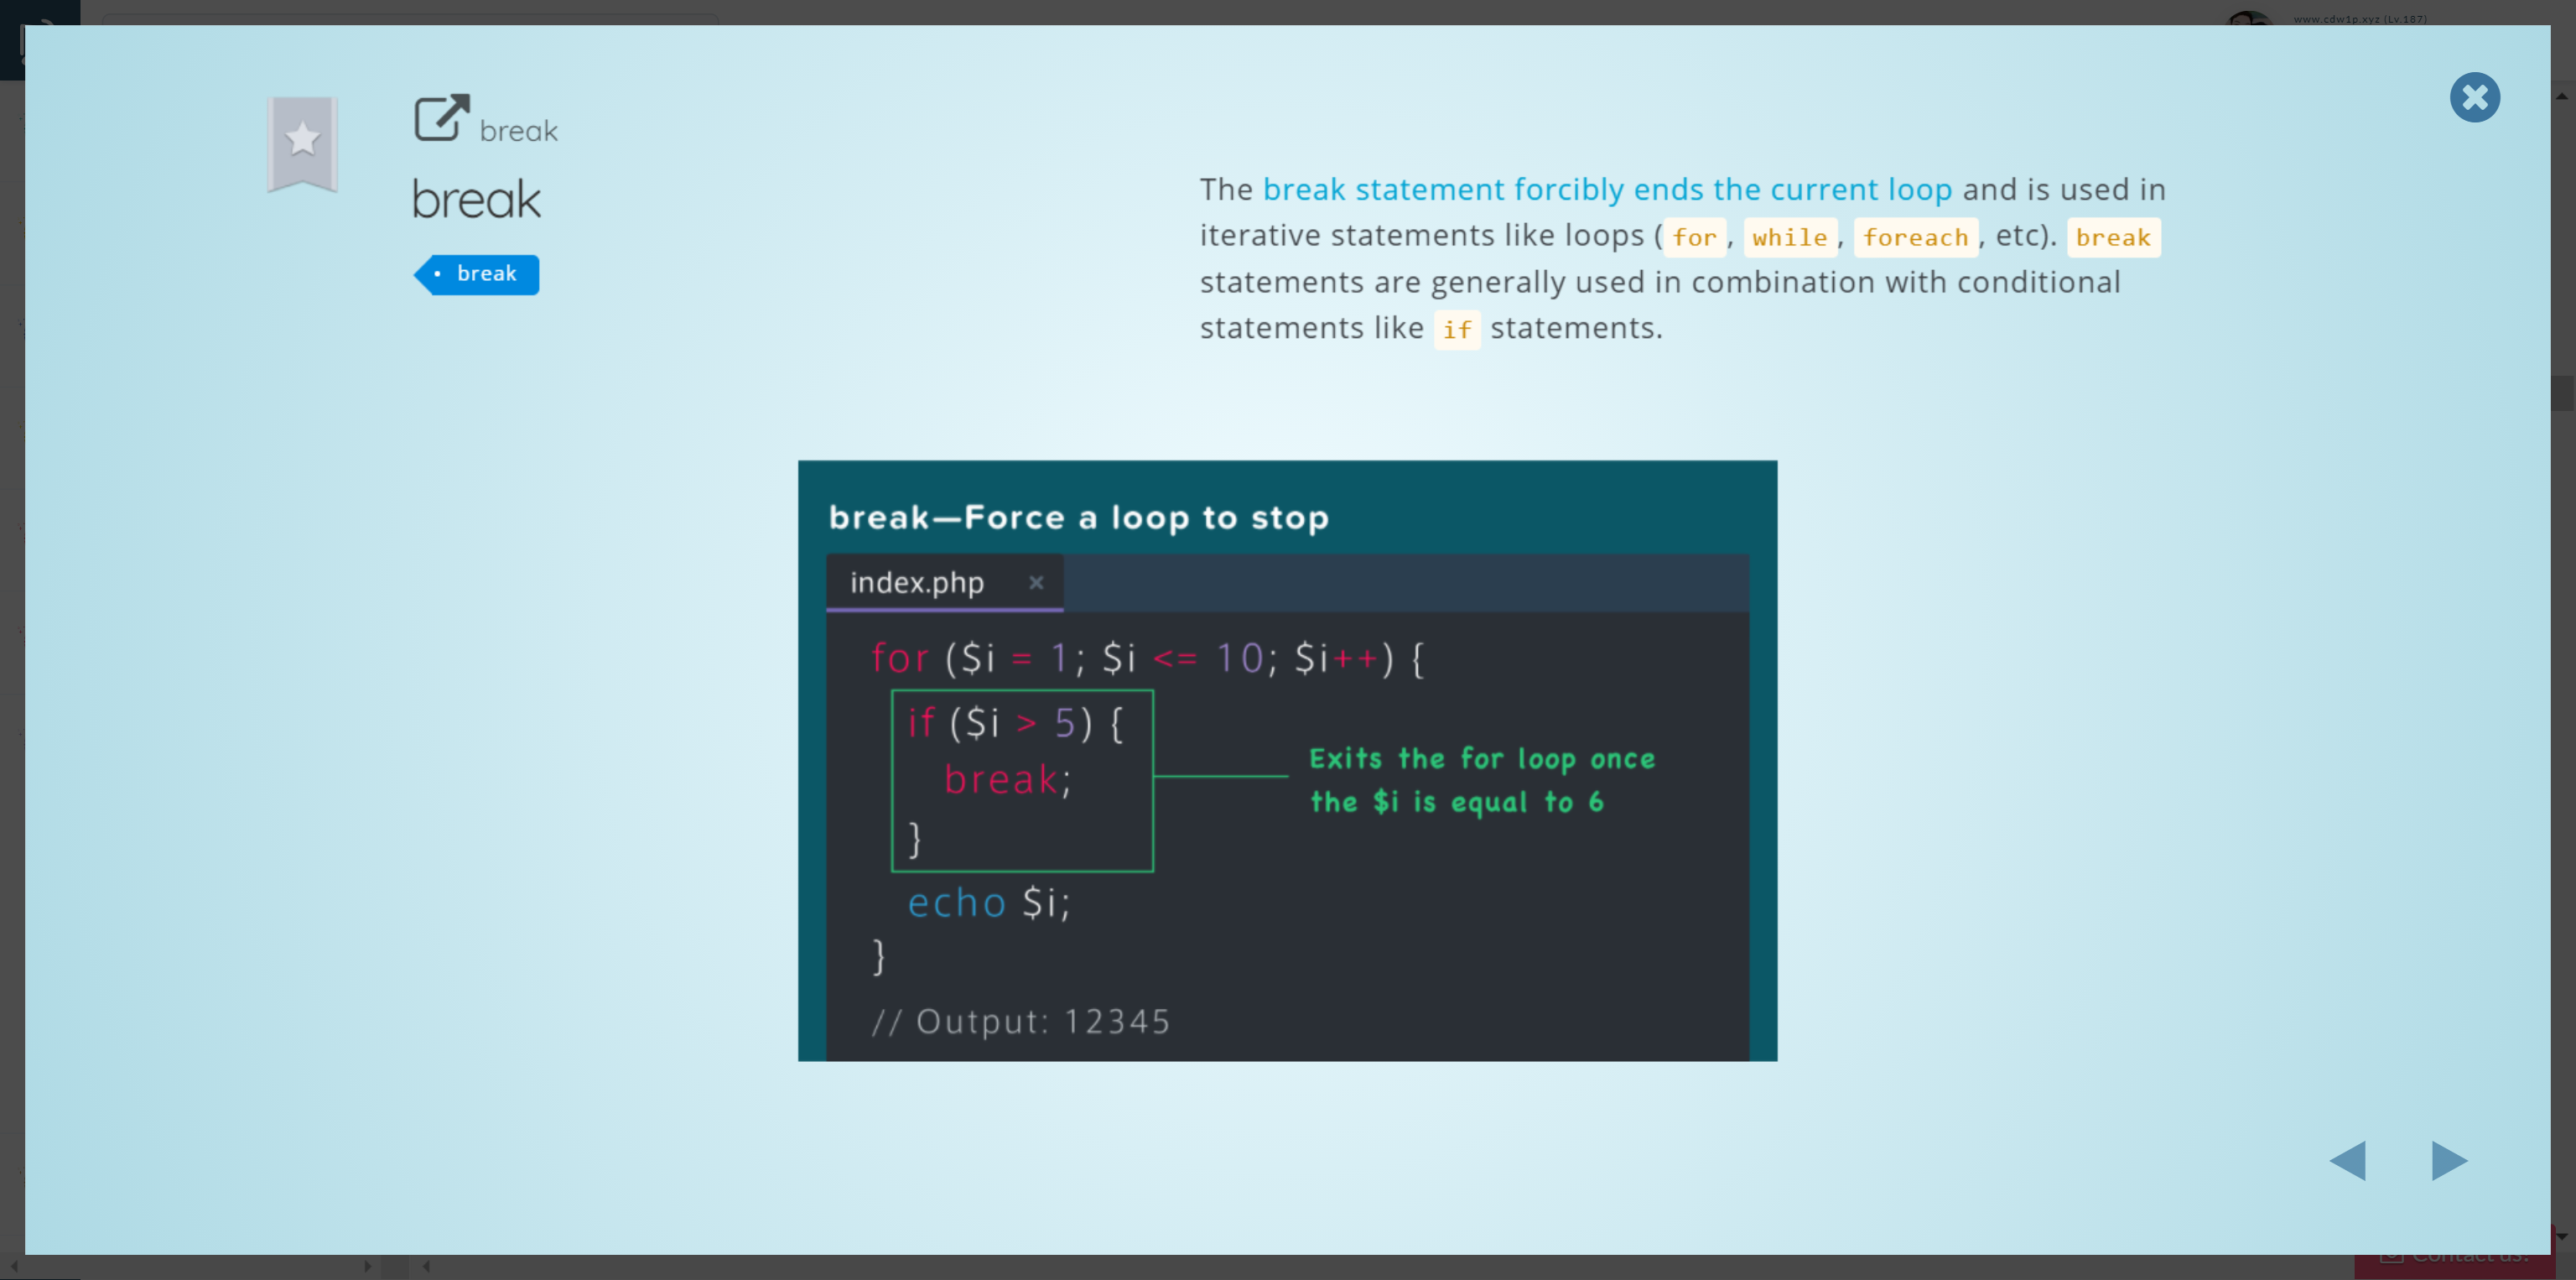 www.cdw1p.xyz (Lv.187)
break
break
• break
The break statement forcibly ends the current loop and is used in
iterative statements like loops (for, while, foreach, etc). break
statements are generally used in combination with conditional
statements like if statements.
break—Force a loop to stop
index.php ×
for ($i = 1; $i <= 10; $i++) {
if ($i > 5) {
break;
}
Exits the for loop once
the $i is equal to 6
echo $i;
}
// Output: 12345
Contact us!